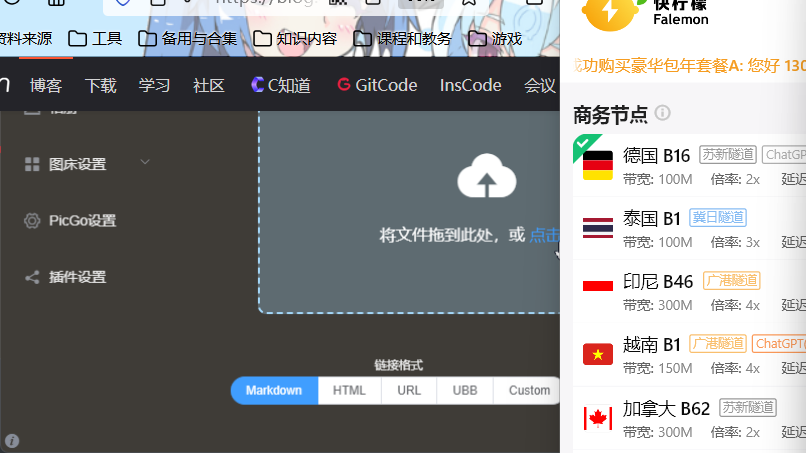 资料来源 工具 备用与合集 知识内容 课程和教务 游戏
博客 下载 学习 社区 C知道 GitCode InsCode 会议
图床设置
PicGo设置
插件设置
将文件拖到此处，或 点击
链接格式
Markdown HTML URL UBB Custom
快柠檬
Falemon
成功购买豪华包年套餐A: 您好 130
商务节点
德国 B16 苏新隧道 ChatGP
带宽: 100M 倍率: 2x 延迟
泰国 B1 冀日隧道
带宽: 100M 倍率: 3x 延迟
印尼 B46 广港隧道
带宽: 300M 倍率: 4x 延迟
越南 B1 广港隧道 ChatGPT(
带宽: 150M 倍率: 4x 延迟
加拿大 B62 苏新隧道
带宽: 300M 倍率: 2x 延迟